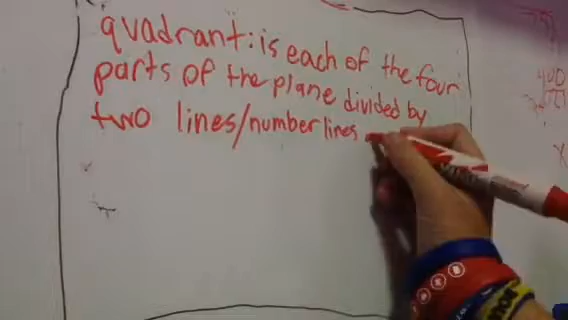 quadrant: is each of the four
parts of the plane divided by
two lines/number lines